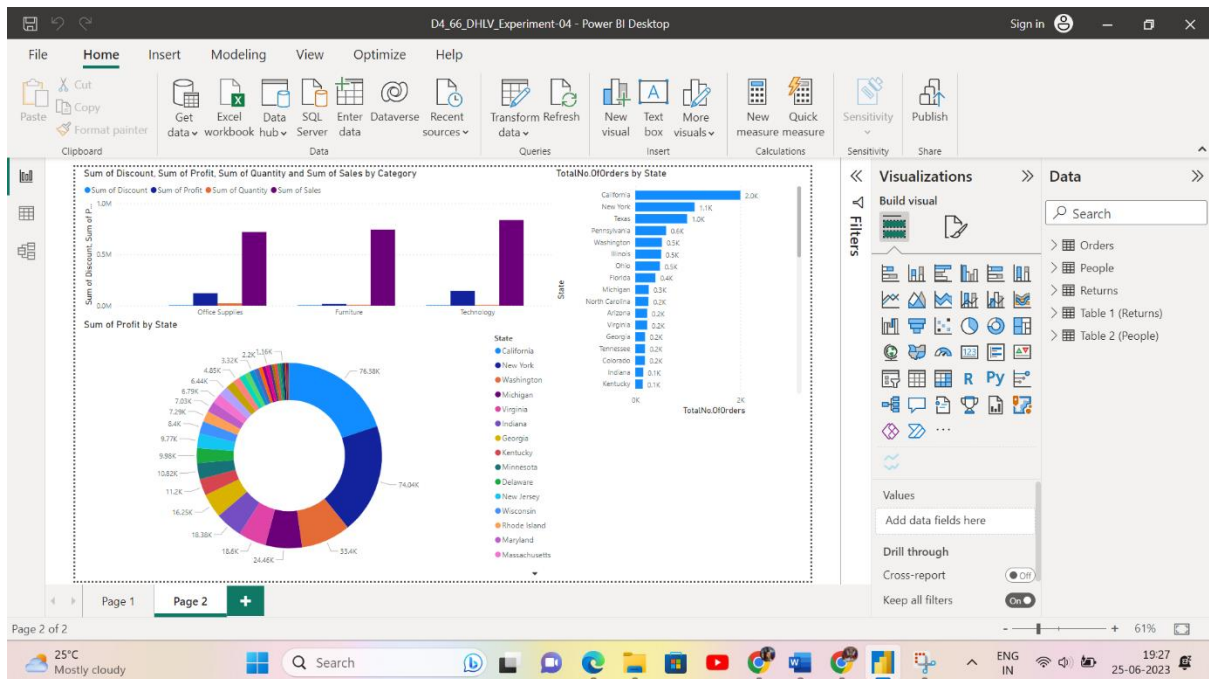 D4_66_DHLV_Experiment-04 - Power BI Desktop
Sign in
File Home Insert Modeling View Optimize Help
Paste
Cut
Copy
Format painter
Get data
Excel workbook
Data hub
SQL Server
Enter data
Dataverse
Recent sources
Transform data
Refresh
New visual
Text box
More visuals
New measure
Quick measure
Sensitivity
Publish
Clipboard Data Queries Insert Calculations Sensitivity Share
Sum of Discount, Sum of Profit, Sum of Quantity and Sum of Sales by Category
Sum of Discount Sum of Profit Sum of Quantity Sum of Sales
Sum of Discount, Sum of P...
1.0M
0.5M
0.0M
Office Supplies Furniture Technology
Sum of Profit by State
76.38K
74.04K
33.4K
24.46K
18.6K
18.38K
16.25K
11.2K
10.82K
9.98K
9.77K
8.4K
7.29K
7.03K
6.79K
6.44K
4.85K
3.32K
2.2K
1.16K
State
California
New York
Washington
Michigan
Virginia
Indiana
Georgia
Kentucky
Minnesota
Delaware
New Jersey
Wisconsin
Rhode Island
Maryland
Massachusetts
TotalNo.OfOrders by State
State
California 2.0K
New York 1.1K
Texas 1.0K
Pennsylvania 0.6K
Washington 0.5K
Illinois 0.5K
Ohio 0.5K
Florida 0.4K
Michigan 0.3K
North Carolina 0.2K
Arizona 0.2K
Virginia 0.2K
Georgia 0.2K
Tennessee 0.2K
Colorado 0.2K
Indiana 0.1K
Kentucky 0.1K
0K 2K
TotalNo.OfOrders
Filters
Visualizations
Build visual
123
R Py
Values
Add data fields here
Drill through
Cross-report Off
Keep all filters On
Data
Search
Orders
People
Returns
Table 1 (Returns)
Table 2 (People)
Page 1 Page 2
Page 2 of 2
61%
25°C
Mostly cloudy
Search
ENG
IN
19:27
25-06-2023